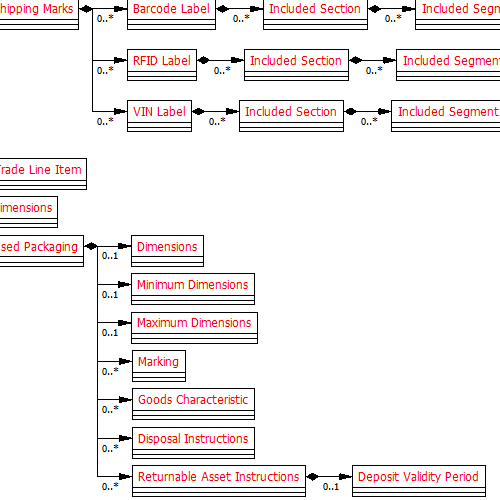 hipping Marks 0..* Barcode Label 0..* Included Section 0..* Included Segm
0..* RFID Label 0..* Included Section 0..* Included Segment
0..* VIN Label 0..* Included Section 0..* Included Segment
rade Line Item
imensions
sed Packaging 0..1 Dimensions
0..1 Minimum Dimensions
0..1 Maximum Dimensions
0..* Marking
0..* Goods Characteristic
0..* Disposal Instructions
0..* Returnable Asset Instructions 0..1 Deposit Validity Period